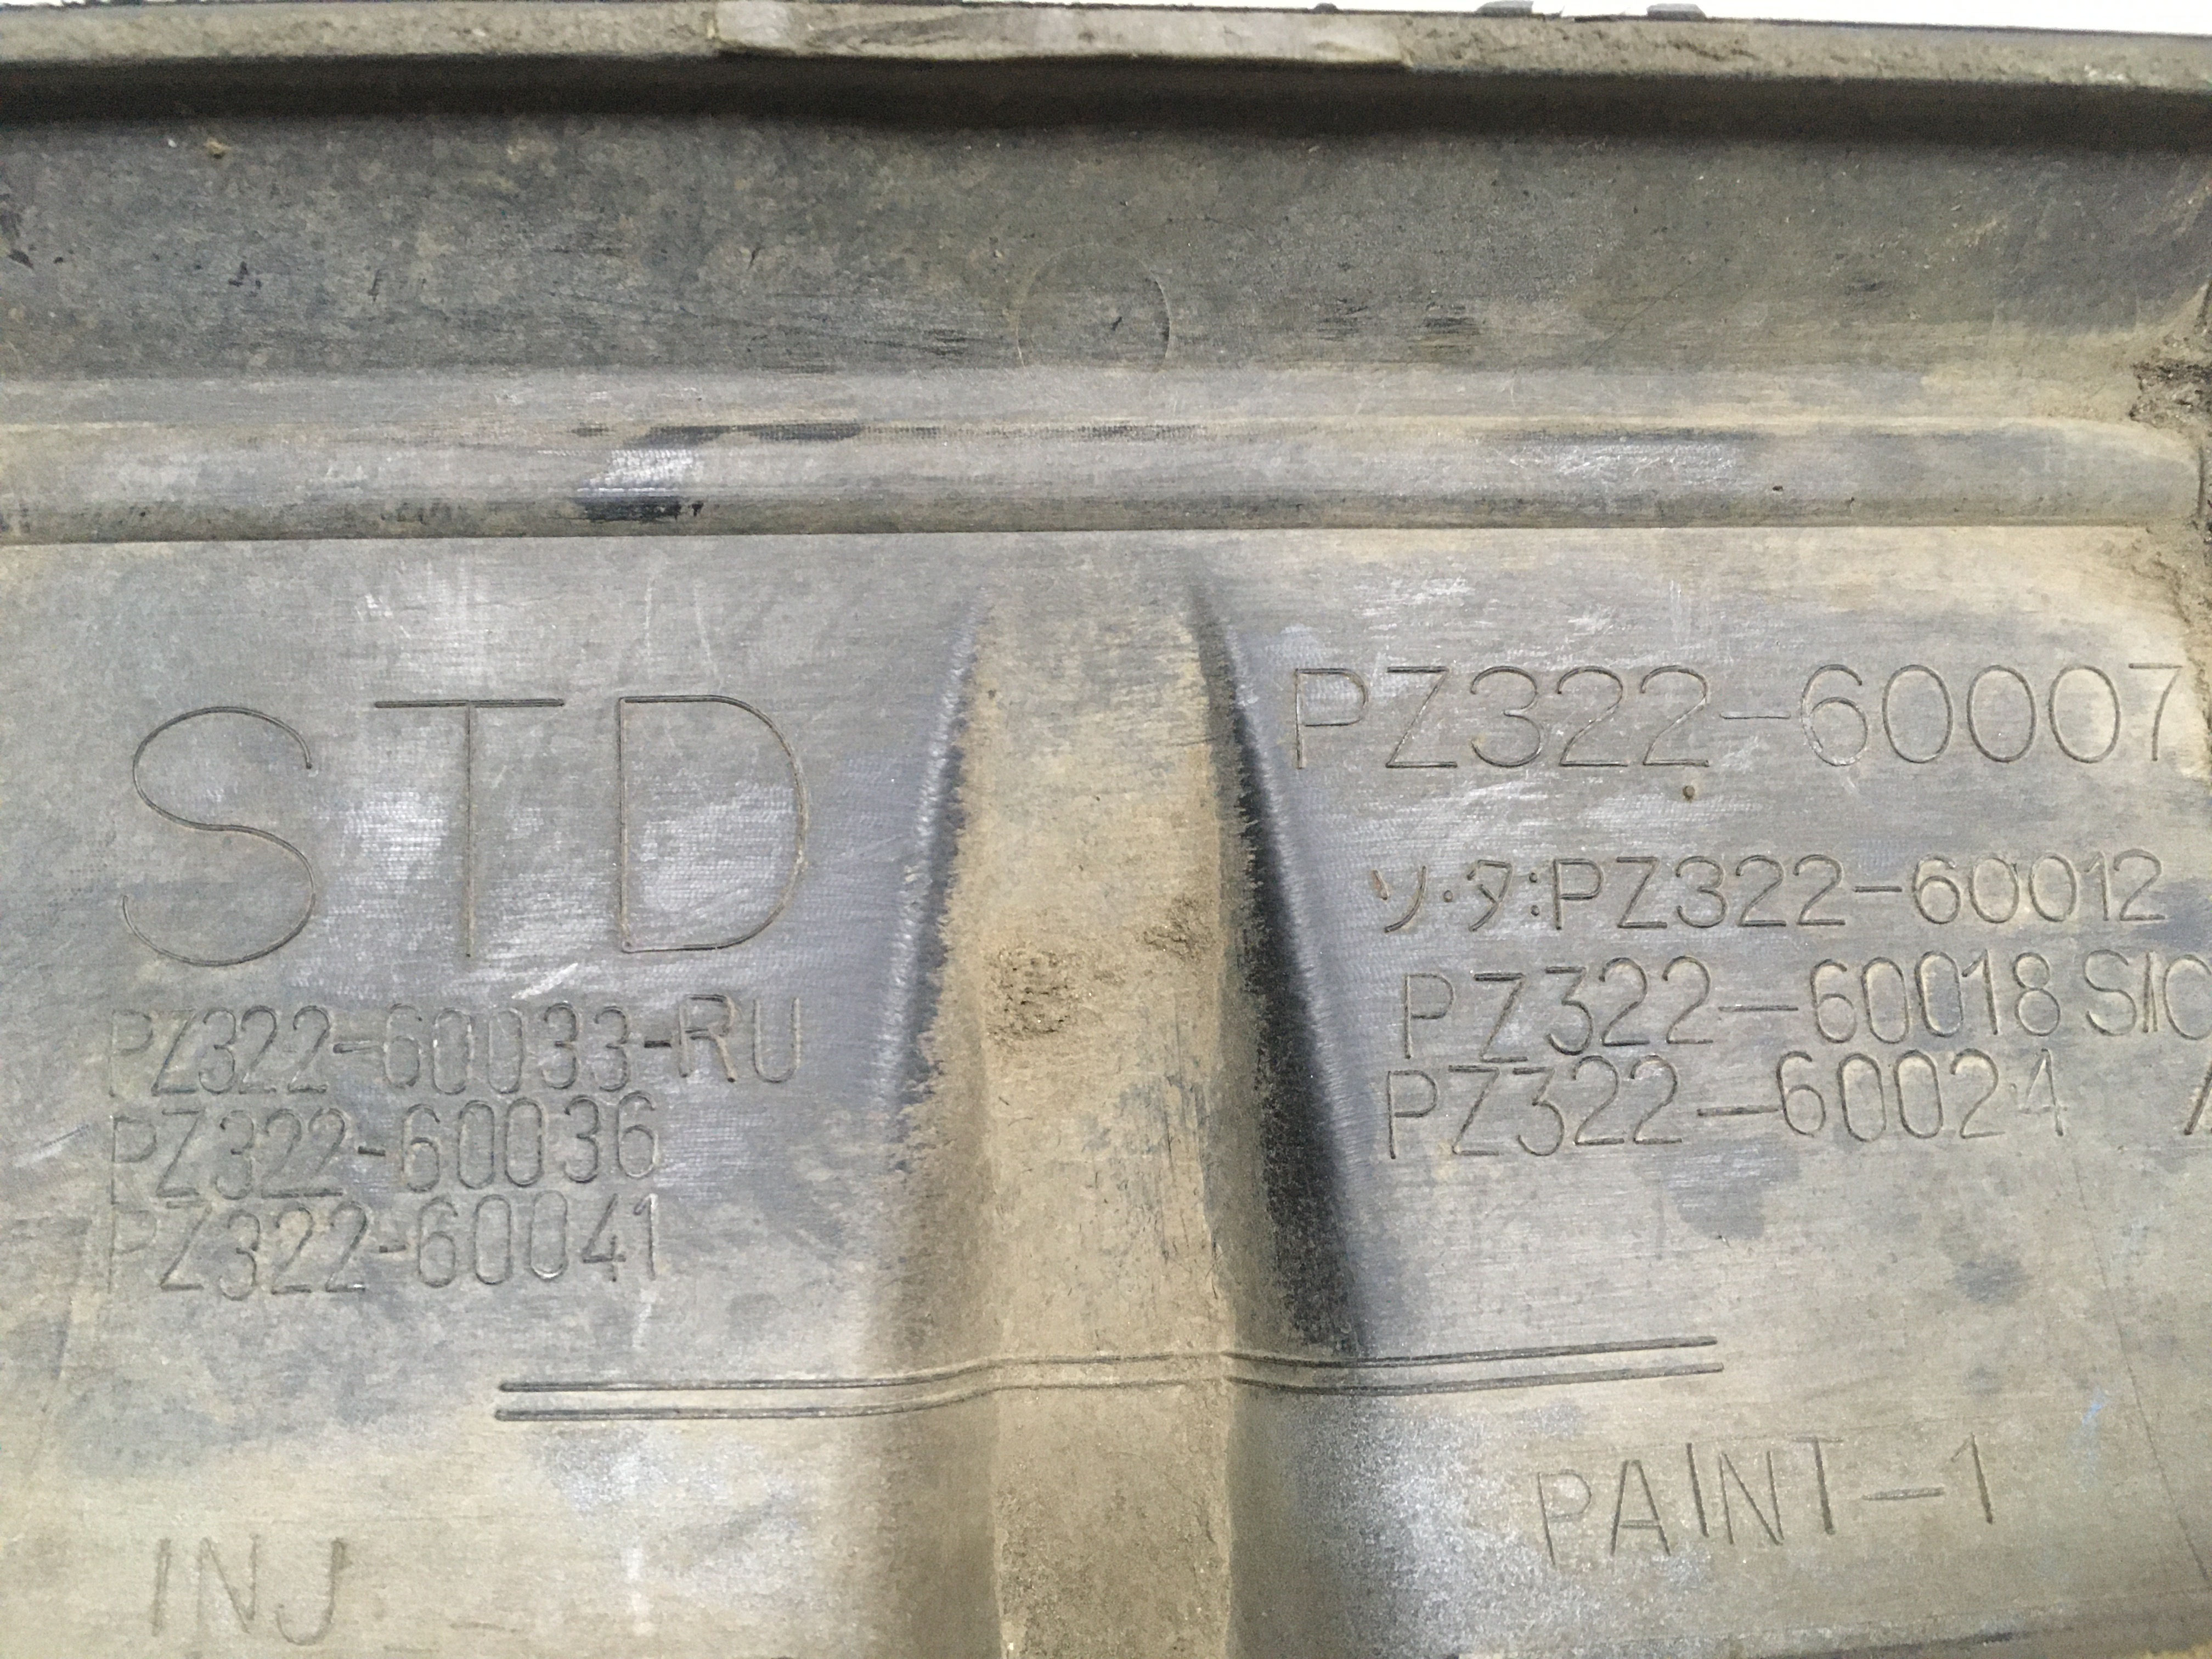 STD
PZ322-60033-RU
PZ322-60036
PZ322-60041
INJ
PZ322-60007
ソ・タ:PZ322-60012
PZ322-60018
PZ322-60024
PAINT-1